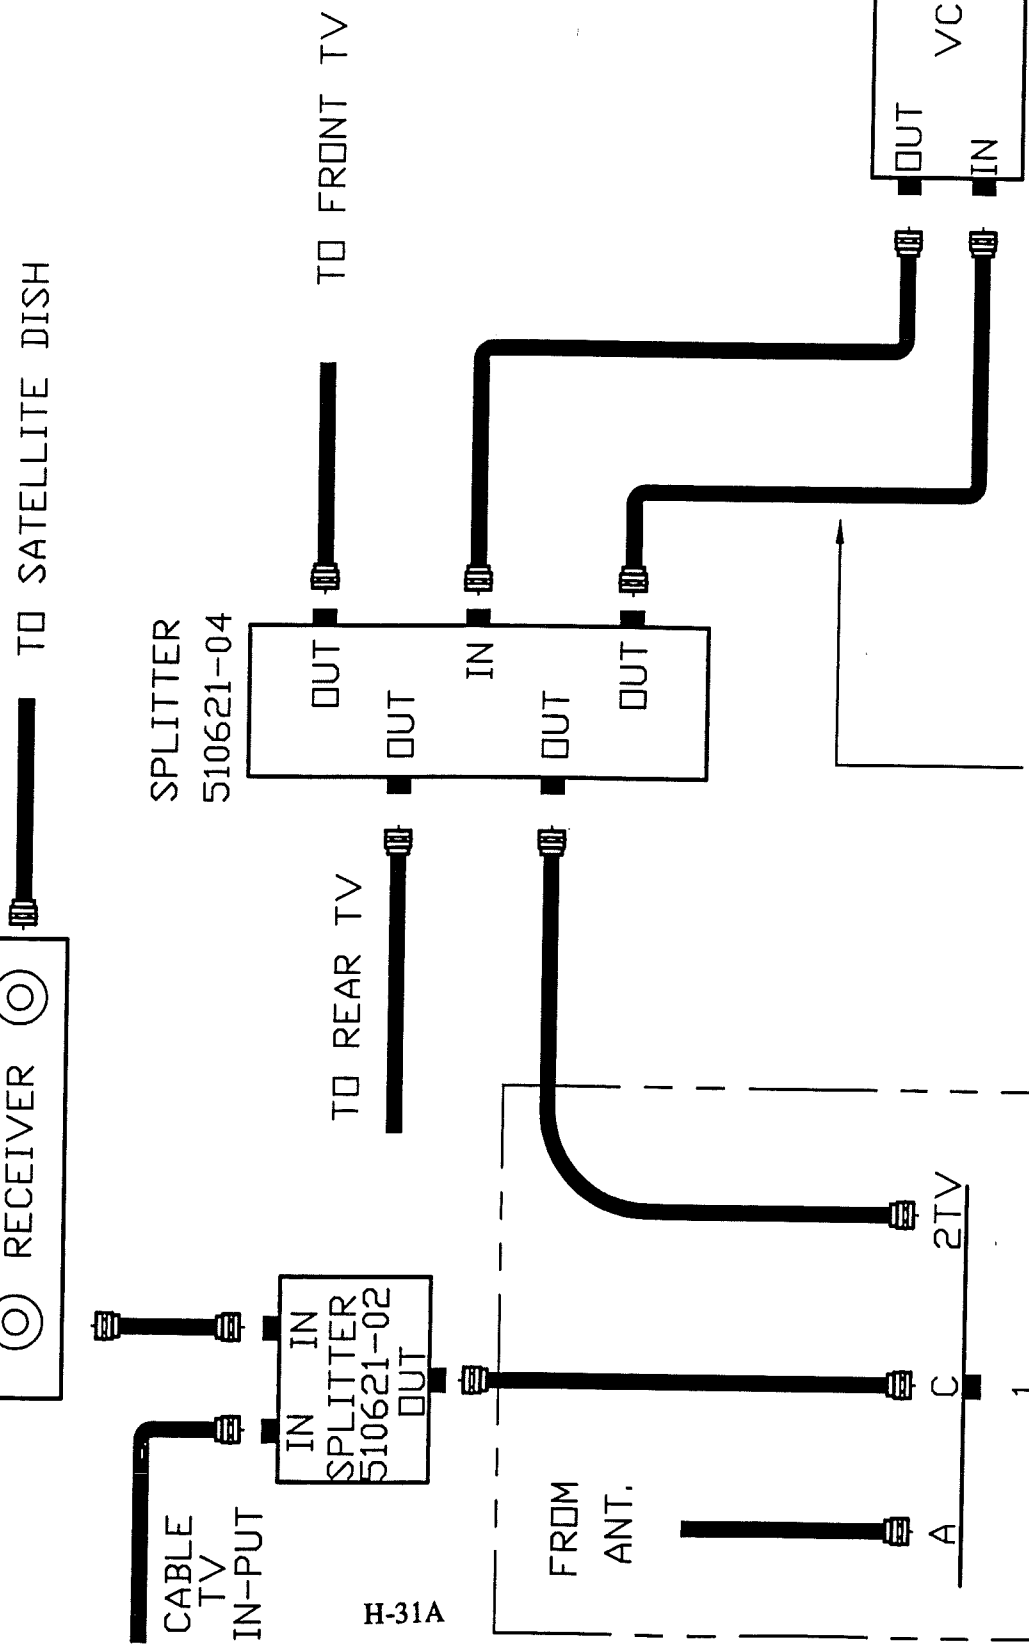 TO SATELLITE DISH
RECEIVER
TO FRONT TV
SPLITTER
510621-04
OUT
OUT
IN
OUT
OUT
OUT
IN
TO REAR TV
IN
IN
SPLITTER
510621-02
OUT
CABLE
TV
IN-PUT
FROM
ANT.
A
C
2TV
1
H-31A